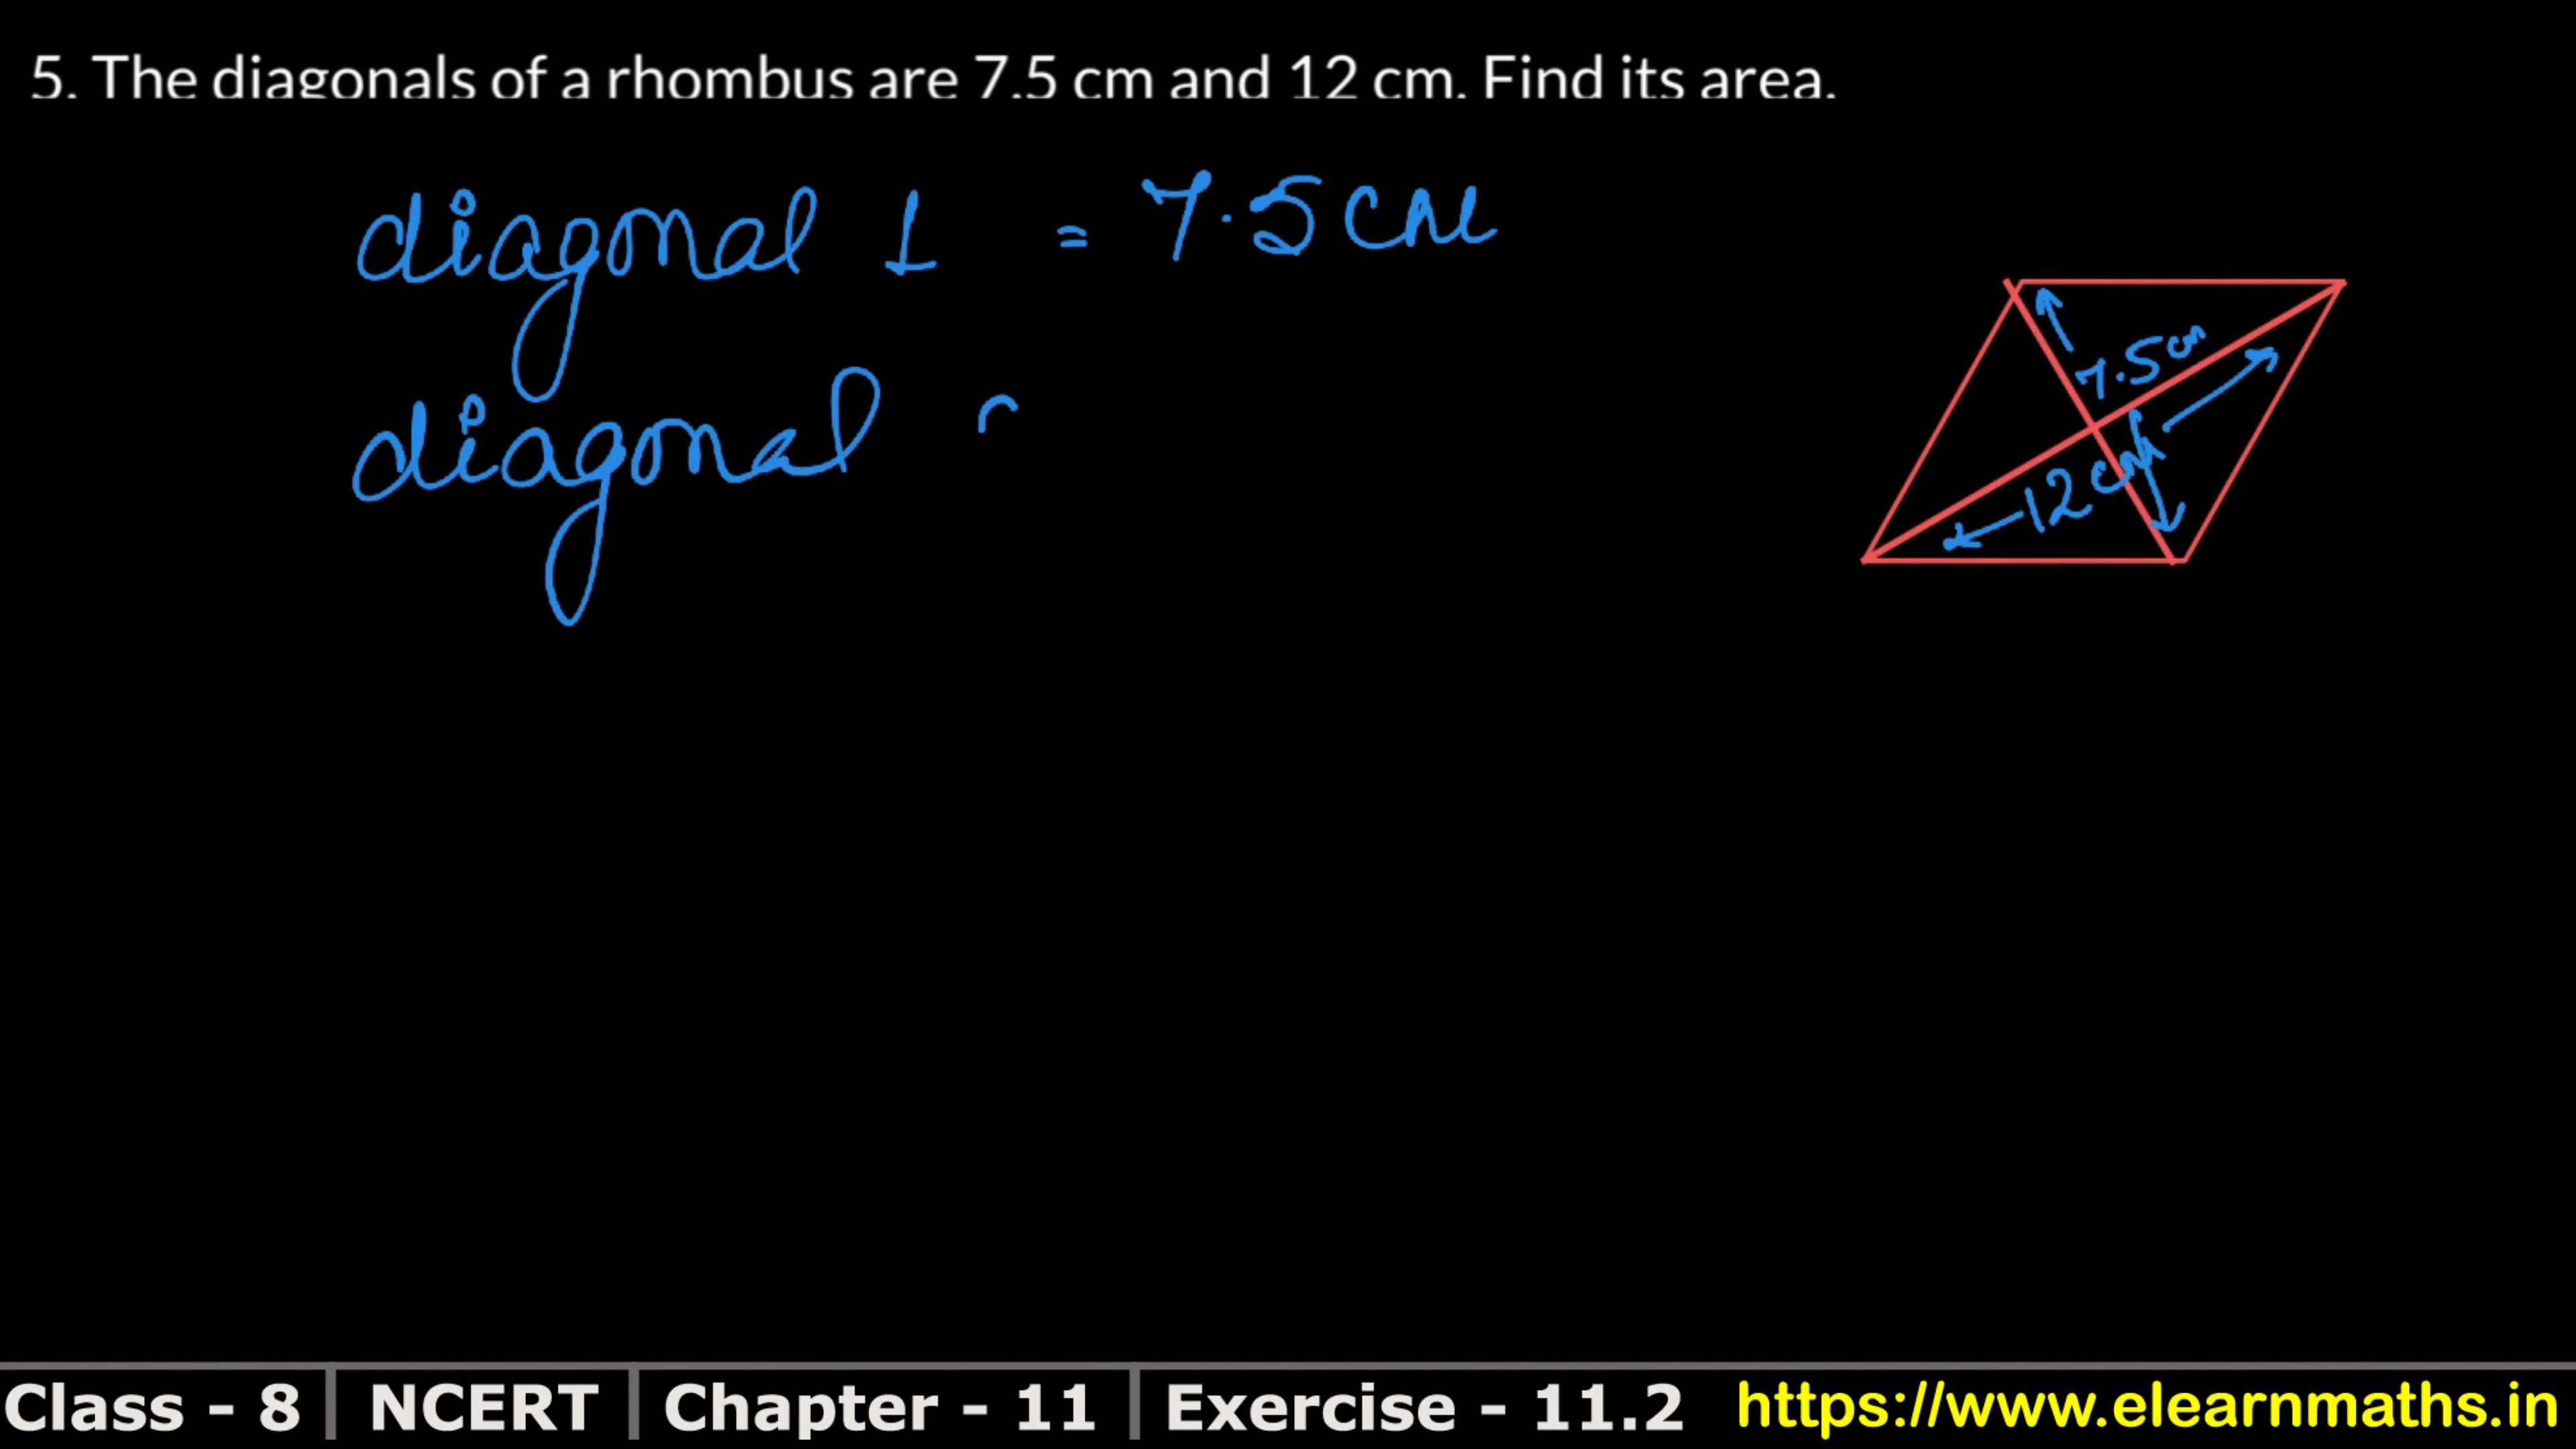 5. The diagonals of a rhombus are 7.5 cm and 12 cm. Find its area.
diagonal 1 = 7.5 cm
diagonal
7.5 cm
12 cm
Class - 8 | NCERT | Chapter - 11 | Exercise - 11.2 https://www.elearnmaths.in